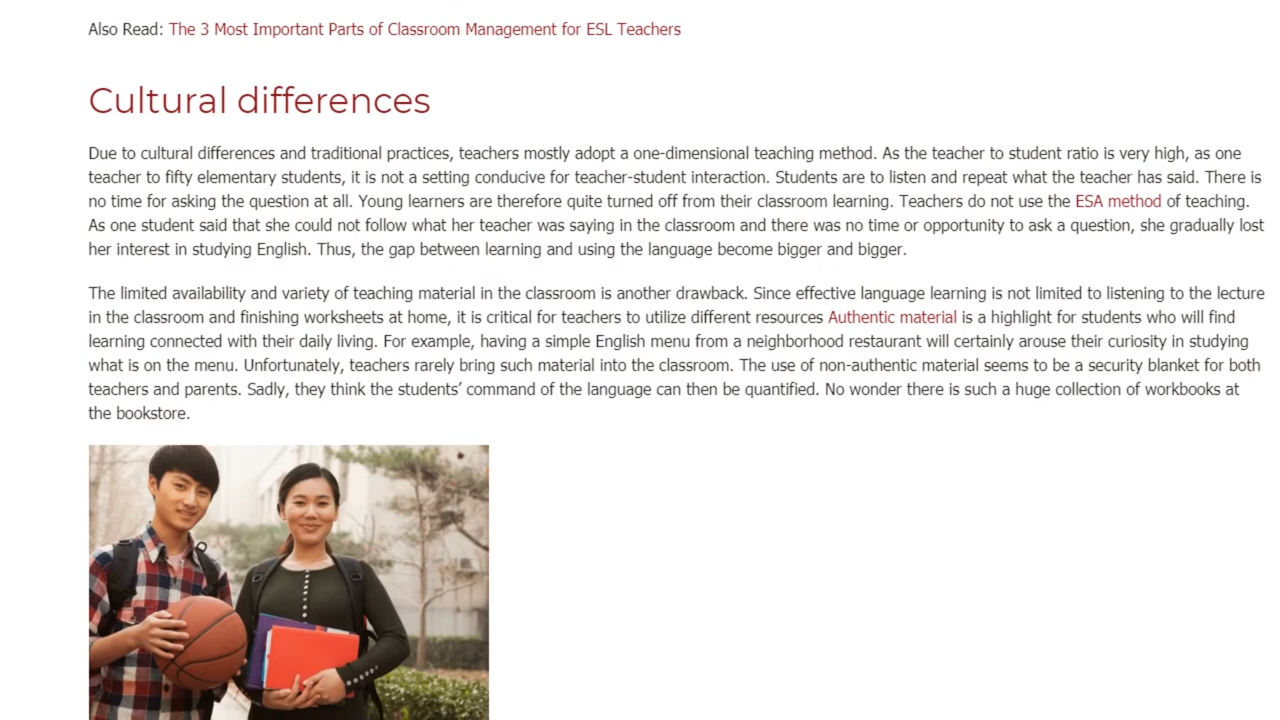 Also Read: The 3 Most Important Parts of Classroom Management for ESL Teachers
Cultural differences
Due to cultural differences and traditional practices, teachers mostly adopt a one-dimensional teaching method. As the teacher to student ratio is very high, as one
teacher to fifty elementary students, it is not a setting conducive for teacher-student interaction. Students are to listen and repeat what the teacher has said. There is
no time for asking the question at all. Young learners are therefore quite turned off from their classroom learning. Teachers do not use the ESA method of teaching.
As one student said that she could not follow what her teacher was saying in the classroom and there was no time or opportunity to ask a question, she gradually lost
her interest in studying English. Thus, the gap between learning and using the language become bigger and bigger.
The limited availability and variety of teaching material in the classroom is another drawback. Since effective language learning is not limited to listening to the lecture
in the classroom and finishing worksheets at home, it is critical for teachers to utilize different resources Authentic material is a highlight for students who will find
learning connected with their daily living. For example, having a simple English menu from a neighborhood restaurant will certainly arouse their curiosity in studying
what is on the menu. Unfortunately, teachers rarely bring such material into the classroom. The use of non-authentic material seems to be a security blanket for both
teachers and parents. Sadly, they think the students’ command of the language can then be quantified. No wonder there is such a huge collection of workbooks at
the bookstore.